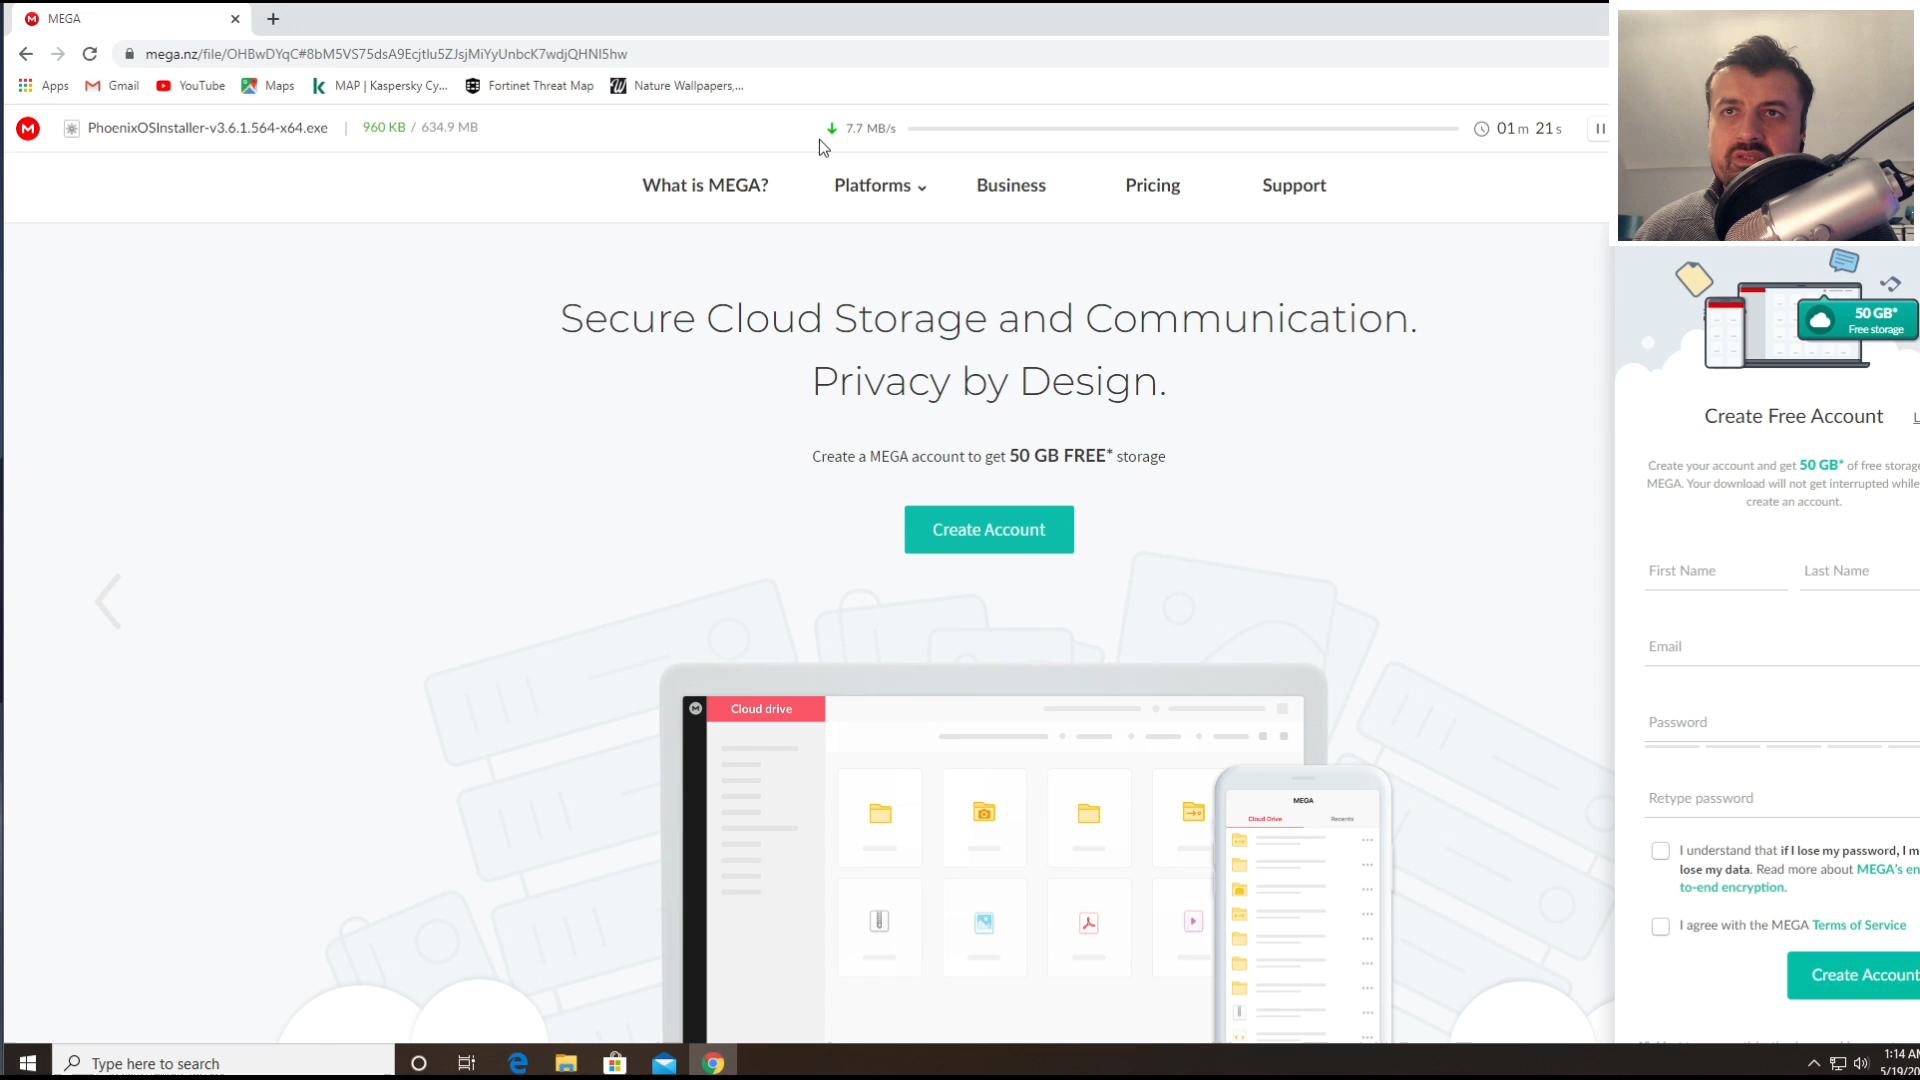 MEGA
mega.nz/file/OHBwDYqC#8bM5VS75dsA9Ecjtlu5ZJsjMiYyUnbcK7wdjQHNI5hw
Apps Gmail YouTube Maps MAP | Kaspersky Cy... Fortinet Threat Map Nature Wallpapers,...
PhoenixOSInstaller-v3.6.1.564-x64.exe 960 KB / 634.9 MB 7.7 MB/s 01 m 21 s
What is MEGA? Platforms Business Pricing Support
Secure Cloud Storage and Communication.
Privacy by Design.
Create a MEGA account to get 50 GB FREE* storage
Create Account
Cloud drive
MEGA
Cloud Drive Recents
50 GB*
Free storage
Create Free Account
Create your account and get 50 GB* of free storage
MEGA. Your download will not get interrupted while
create an account.
First Name Last Name
Email
Password
Retype password
I understand that if I lose my password, I m
lose my data. Read more about MEGA's en
to-end encryption.
I agree with the MEGA Terms of Service
Create Account
Type here to search
1:14 AM
5/19/20